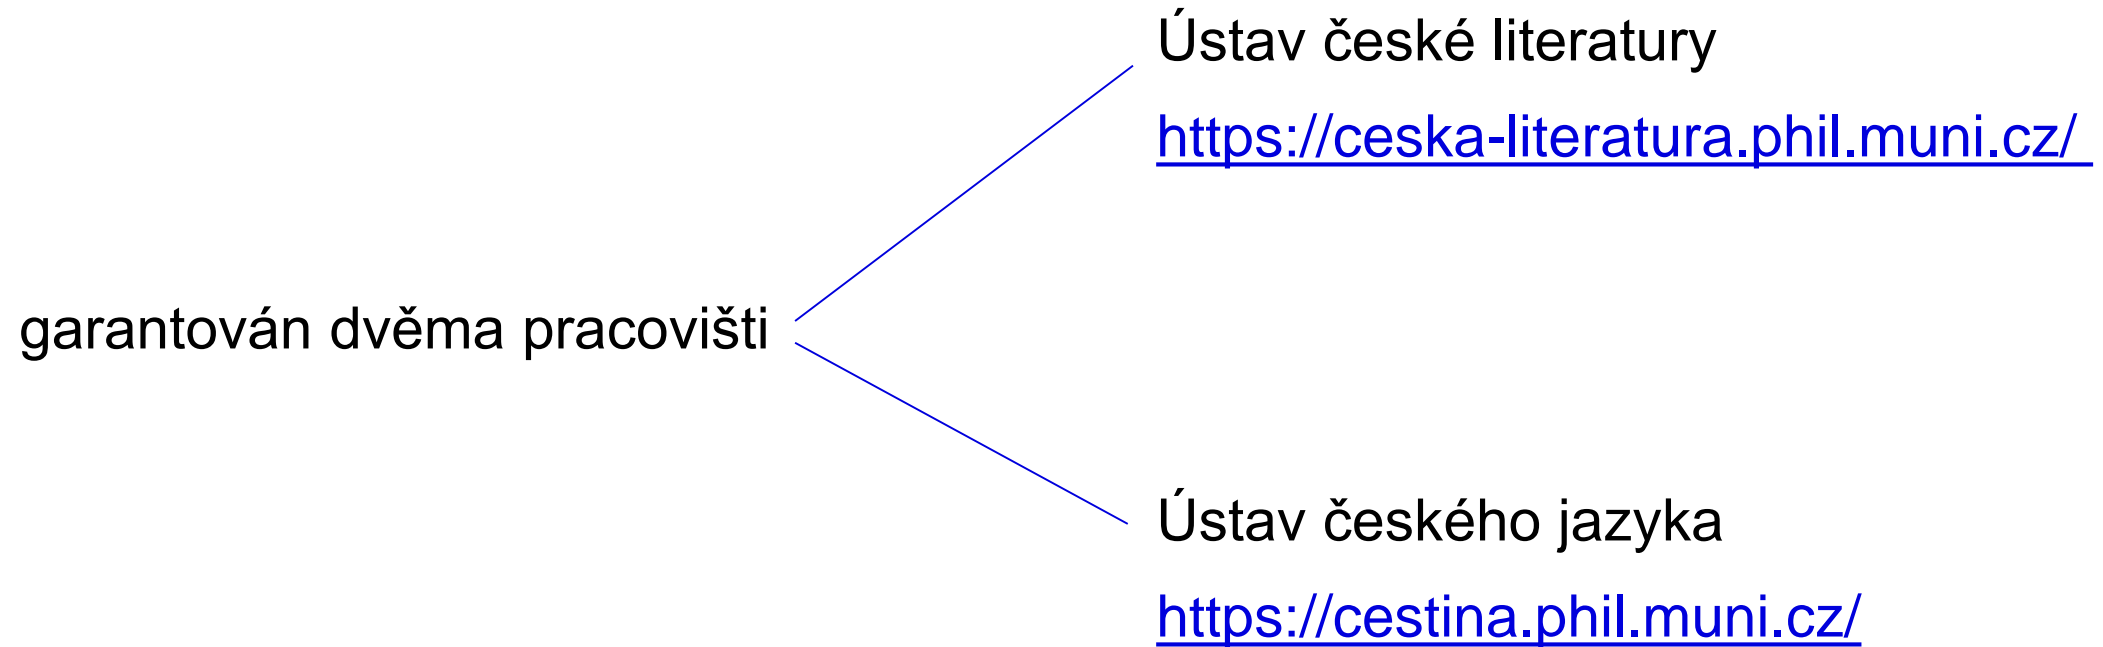 Ústav české literatury
https://ceska-literatura.phil.muni.cz/
garantován dvěma pracovišti
Ústav českého jazyka
https://cestina.phil.muni.cz/